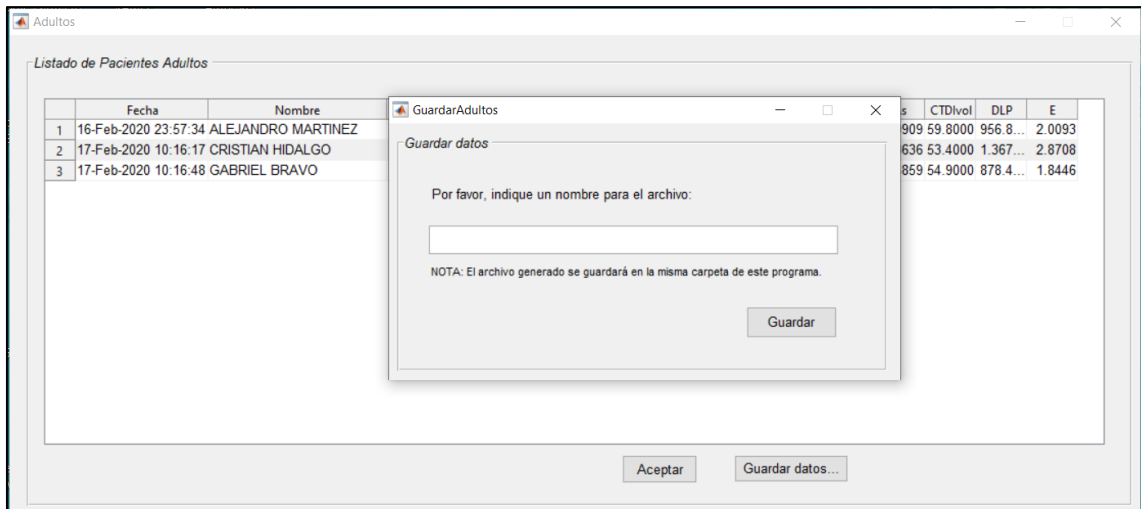 Adultos
Listado de Pacientes Adultos
Fecha Nombre s CTDIvol DLP E
1 16-Feb-2020 23:57:34 ALEJANDRO MARTINEZ 909 59.8000 956.8... 2.0093
2 17-Feb-2020 10:16:17 CRISTIAN HIDALGO 636 53.4000 1.367... 2.8708
3 17-Feb-2020 10:16:48 GABRIEL BRAVO 859 54.9000 878.4... 1.8446
GuardarAdultos
Guardar datos
Por favor, indique un nombre para el archivo:
NOTA: El archivo generado se guardará en la misma carpeta de este programa.
Guardar
Aceptar Guardar datos...